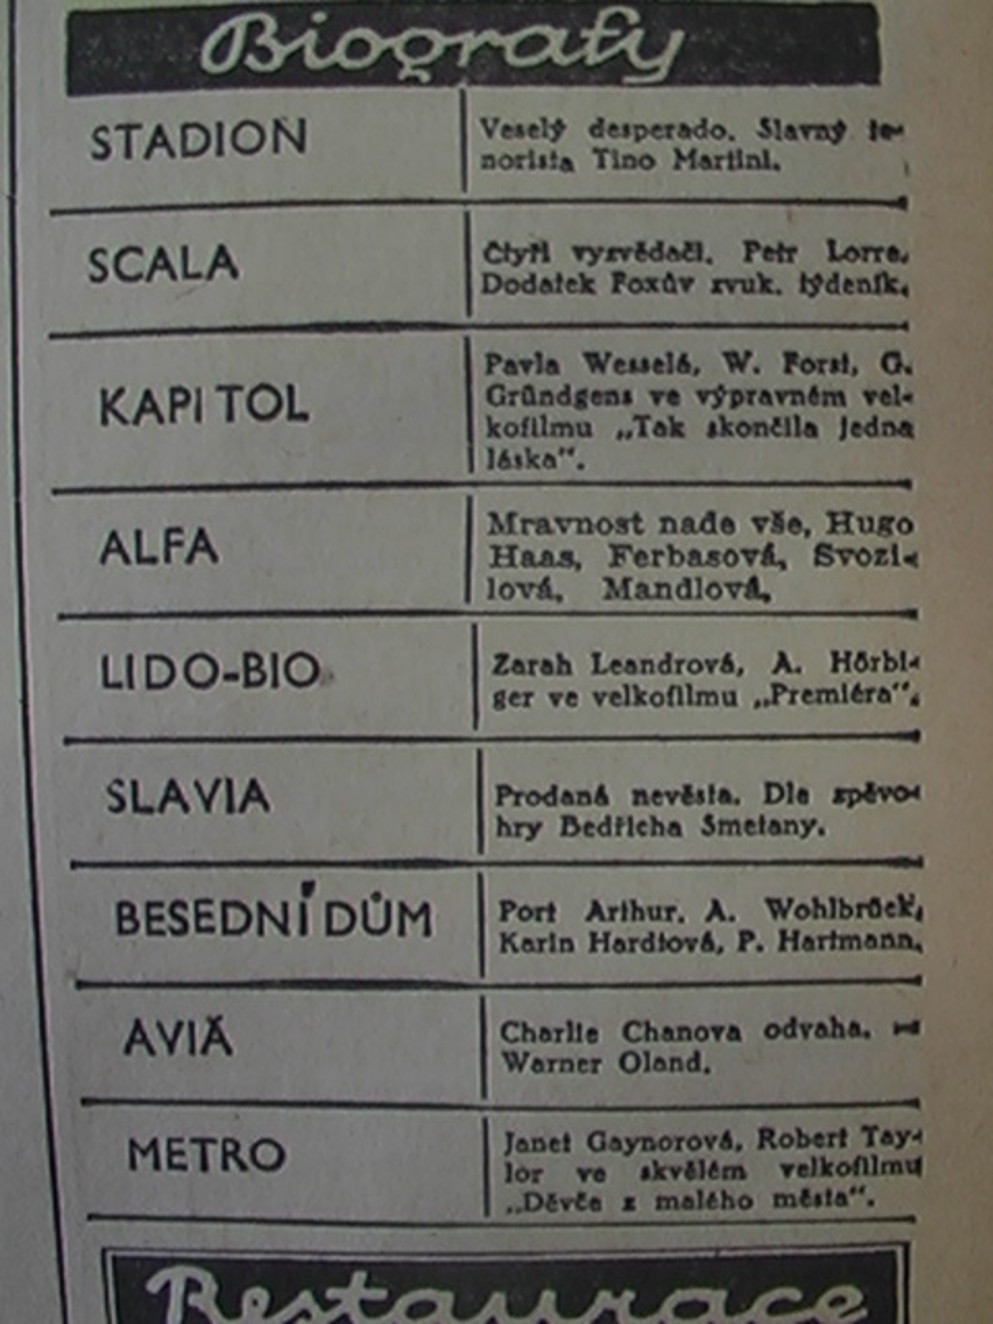 Biografy
STADION
Veselý desperado. Slavný te-
norista Tino Martini.
SCALA
Čtyři vyzvědači. Petr Lorre.
Dodatek Foxův zvuk. týdeník.
KAPITOL
Pavla Wesselá, W. Forst, G.
Gründgens ve výpravném vel-
kofilmu „Tak skončila jedna
láska“.
ALFA
Mravnost nade vše, Hugo
Haas, Ferbasová, Svozi-
lová, Mandlová,
LIDO-BIO
Zarah Leandrová, A. Hörbi-
ger ve velkofilmu „Premiéra“.
SLAVIA
Prodaná nevěsta. Dle zpěvo-
hry Bedřicha Smetany.
BESEDNÍ DŮM
Port Arthur. A. Wohlbrück,
Karin Hardtová, P. Hartmann.
AVIA
Charlie Chanova odvaha. —
Warner Oland.
METRO
Janet Gaynorová, Robert Tay-
lor ve skvělém velkofilmu
„Děvče z malého města“.
Restaurace